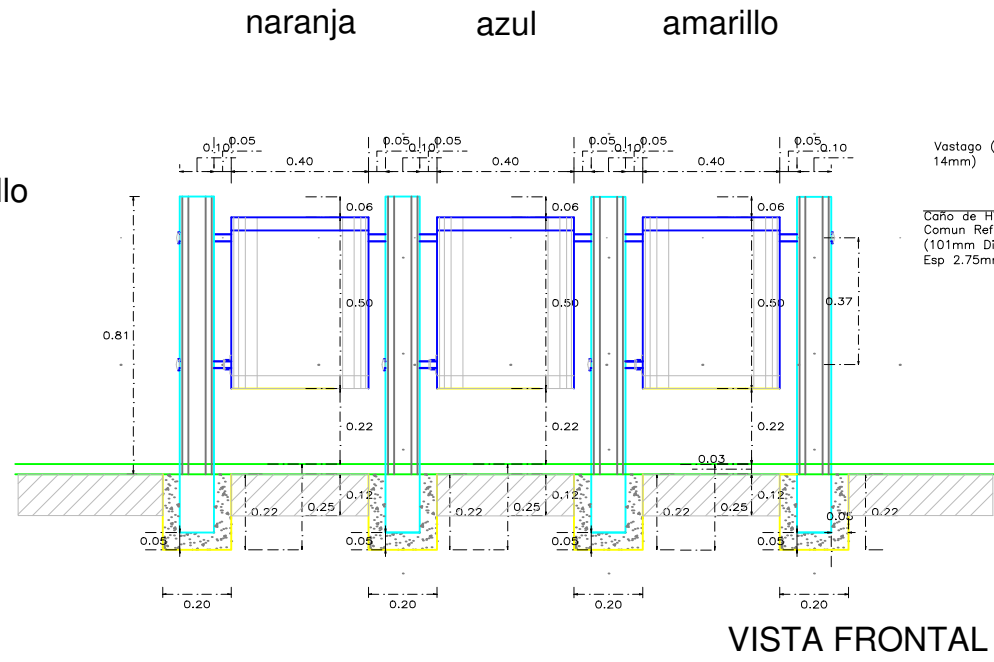 naranja azul amarillo
0.10 0.05 0.05 0.10 0.05 0.05 0.10 0.05 0.05 0.10
0.40 0.40 0.40
Vastago (
14mm)
llo
0.06 0.06 0.06
Caño de H
Comun Ref
(101mm Di
Esp 2.75mm
0.50 0.50 0.50 0.37
0.81
0.22 0.22 0.22
0.03
0.12 0.12 0.12
0.22 0.25 0.22 0.25 0.22 0.25 0.22
0.05
0.05 0.05 0.05
0.20 0.20 0.20 0.20
VISTA FRONTAL